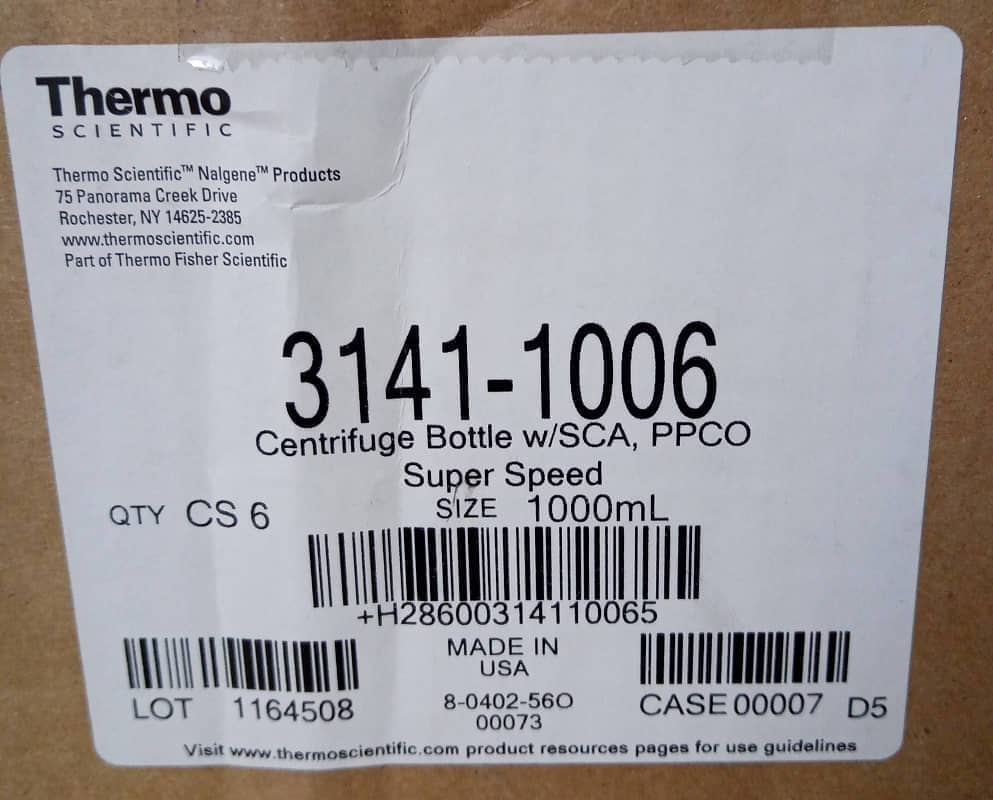 Thermo
SCIENTIFIC
Thermo Scientific™ Nalgene™ Products
75 Panorama Creek Drive
Rochester, NY 14625-2385
www.thermoscientific.com
Part of Thermo Fisher Scientific
3141-1006
Centrifuge Bottle w/SCA, PPCO
Super Speed
QTY CS 6
SIZE 1000mL
+H28600314110065
MADE IN
USA
LOT 1164508
8-0402-56O
00073
CASE 00007 D5
Visit www.thermoscientific.com product resources pages for use guidelines